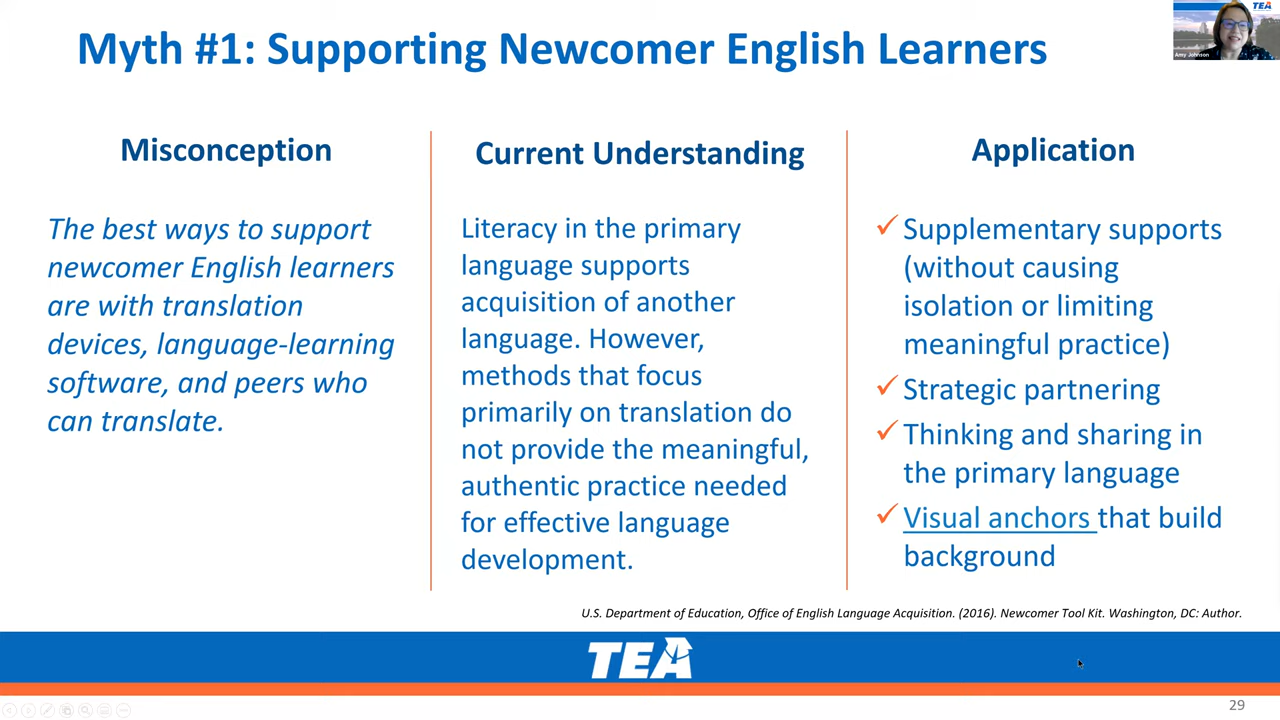 Myth #1: Supporting Newcomer English Learners
TEA
Amy Johnson
Misconception
The best ways to support
newcomer English learners
are with translation
devices, language-learning
software, and peers who
can translate.
Current Understanding
Literacy in the primary
language supports
acquisition of another
language. However,
methods that focus
primarily on translation do
not provide the meaningful,
authentic practice needed
for effective language
development.
Application
Supplementary supports
(without causing
isolation or limiting
meaningful practice)
Strategic partnering
Thinking and sharing in
the primary language
Visual anchors that build
background
U.S. Department of Education, Office of English Language Acquisition. (2016). Newcomer Tool Kit. Washington, DC: Author.
TEA
29